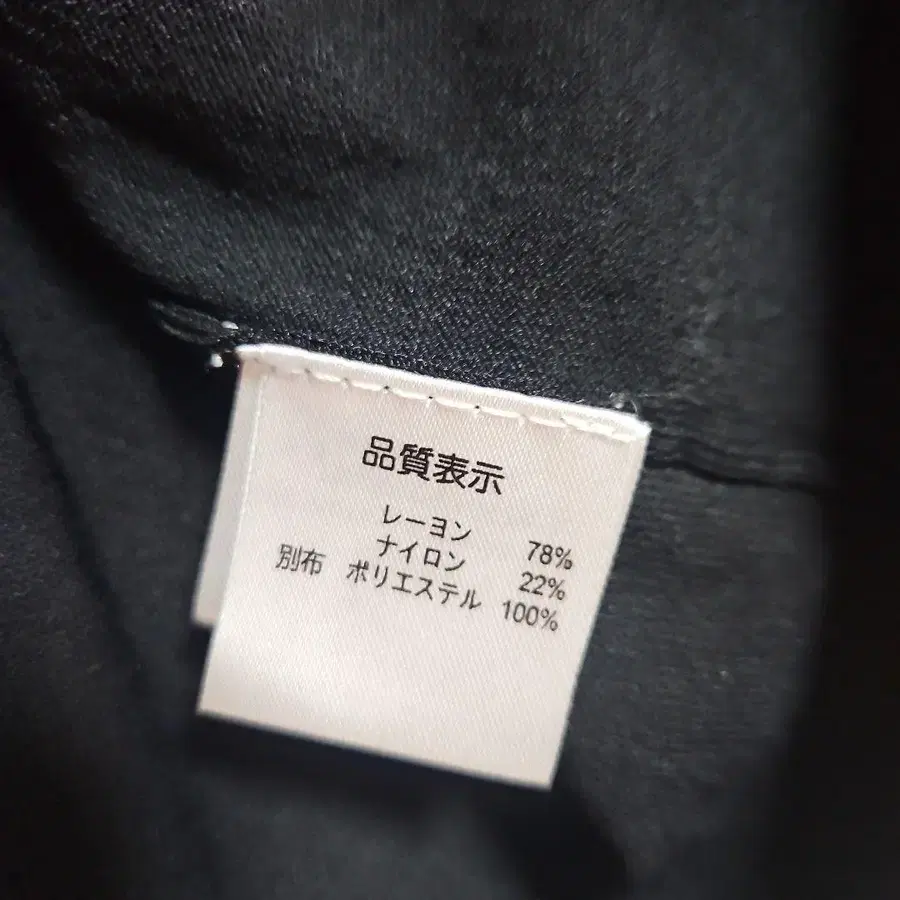 品質表示
レーヨン 78%
ナイロン 22%
別布 ポリエステル 100%